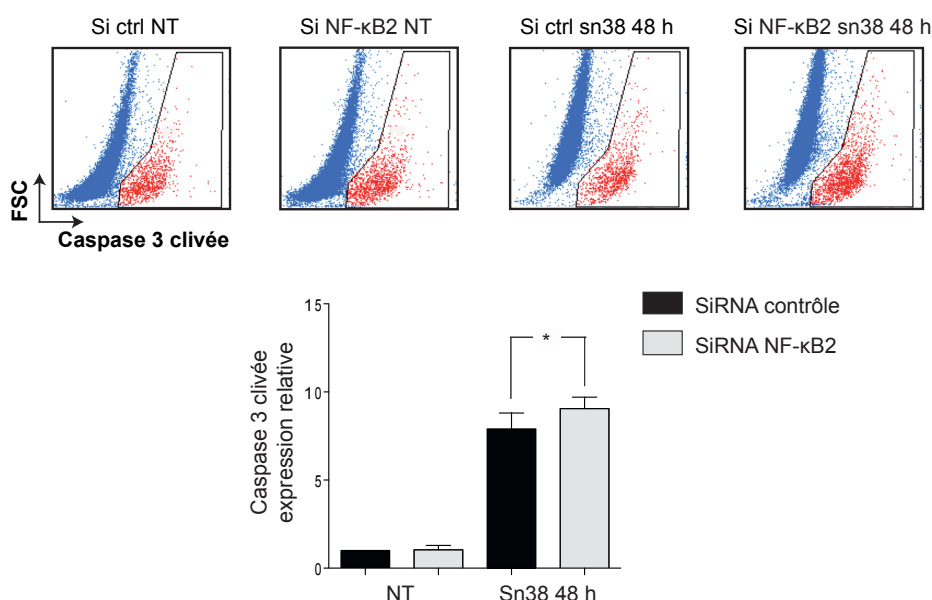 Si ctrl NT
Si NF-κB2 NT
Si ctrl sn38 48 h
Si NF-κB2 sn38 48 h
FSC
Caspase 3 clivée
Caspase 3 clivée
expression relative
15
10
5
0
*
NT
Sn38 48 h
SiRNA contrôle
SiRNA NF-κB2